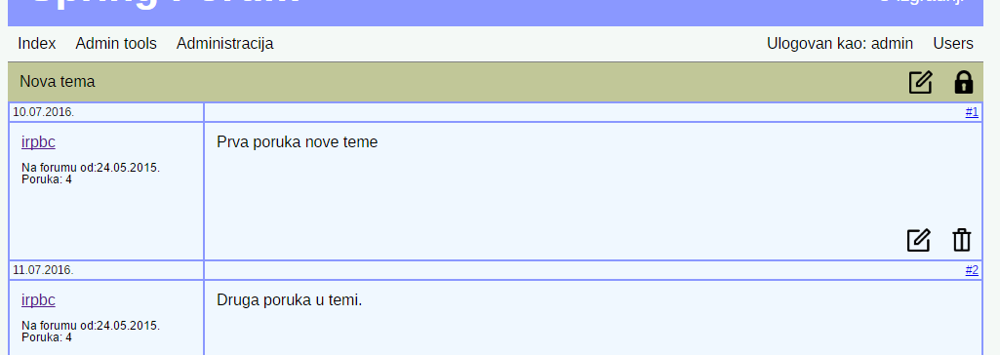 Index Admin tools Administracija Ulogovan kao: admin Users
Nova tema
10.07.2016. #1
irpbc Prva poruka nove teme
Na forumu od:24.05.2015.
Poruka: 4
11.07.2016. #2
irpbc Druga poruka u temi.
Na forumu od:24.05.2015.
Poruka: 4